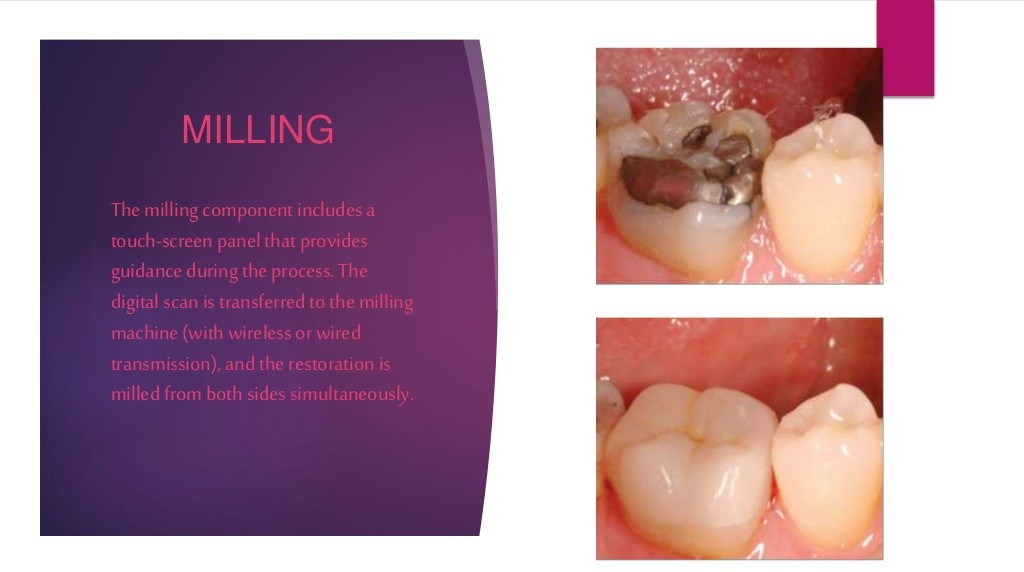 MILLING
The milling component includes a
touch-screen panel that provides
guidance during the process. The
digital scan is transferred to the milling
machine (with wireless or wired
transmission), and the restoration is
milled from both sides simultaneously.